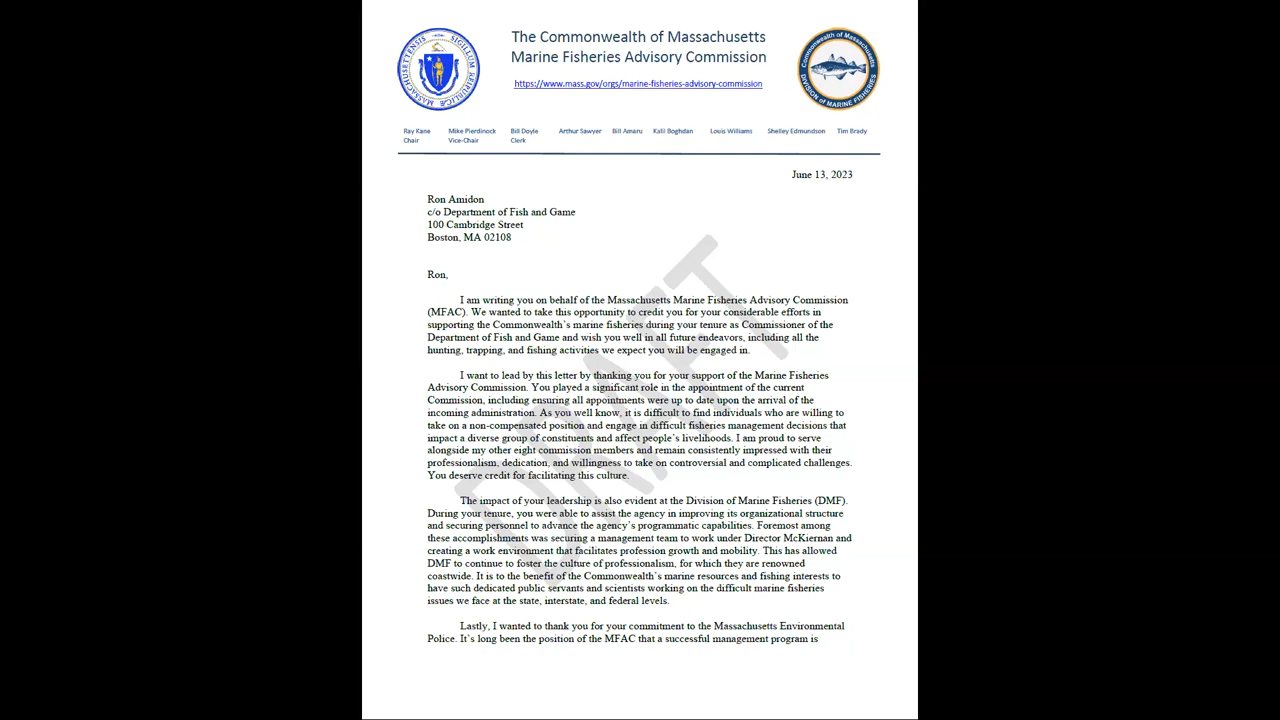 The Commonwealth of Massachusetts
Marine Fisheries Advisory Commission
https://www.mass.gov/orgs/marine-fisheries-advisory-commission
SIGILLUM REIPUBLICÆ MASSACHUSETTENSIS
Commonwealth of Massachusetts
DIVISION OF MARINE FISHERIES
Ray Kane Mike Pierdinock Bill Doyle Arthur Sawyer Bill Amaru Kalil Boghdan Louis Williams Shelley Edmundson Tim Brady
Chair Vice-Chair Clerk
June 13, 2023
Ron Amidon
c/o Department of Fish and Game
100 Cambridge Street
Boston, MA 02108
Ron,
I am writing you on behalf of the Massachusetts Marine Fisheries Advisory Commission
(MFAC). We wanted to take this opportunity to credit you for your considerable efforts in
supporting the Commonwealth's marine fisheries during your tenure as Commissioner of the
Department of Fish and Game and wish you well in all future endeavors, including all the
hunting, trapping, and fishing activities we expect you will be engaged in.
I want to lead by this letter by thanking you for your support of the Marine Fisheries
Advisory Commission. You played a significant role in the appointment of the current
Commission, including ensuring all appointments were up to date upon the arrival of the
incoming administration. As you well know, it is difficult to find individuals who are willing to
take on a non-compensated position and engage in difficult fisheries management decisions that
impact a diverse group of constituents and affect people's livelihoods. I am proud to serve
alongside my other eight commission members and remain consistently impressed with their
professionalism, dedication, and willingness to take on controversial and complicated challenges.
You deserve credit for facilitating this culture.
The impact of your leadership is also evident at the Division of Marine Fisheries (DMF).
During your tenure, you were able to assist the agency in improving its organizational structure
and securing personnel to advance the agency's programmatic capabilities. Foremost among
these accomplishments was securing a management team to work under Director McKiernan and
creating a work environment that facilitates profession growth and mobility. This has allowed
DMF to continue to foster the culture of professionalism, for which they are renowned
coastwide. It is to the benefit of the Commonwealth's marine resources and fishing interests to
have such dedicated public servants and scientists working on the difficult marine fisheries
issues we face at the state, interstate, and federal levels.
Lastly, I wanted to thank you for your commitment to the Massachusetts Environmental
Police. It's long been the position of the MFAC that a successful management program is
DRAFT